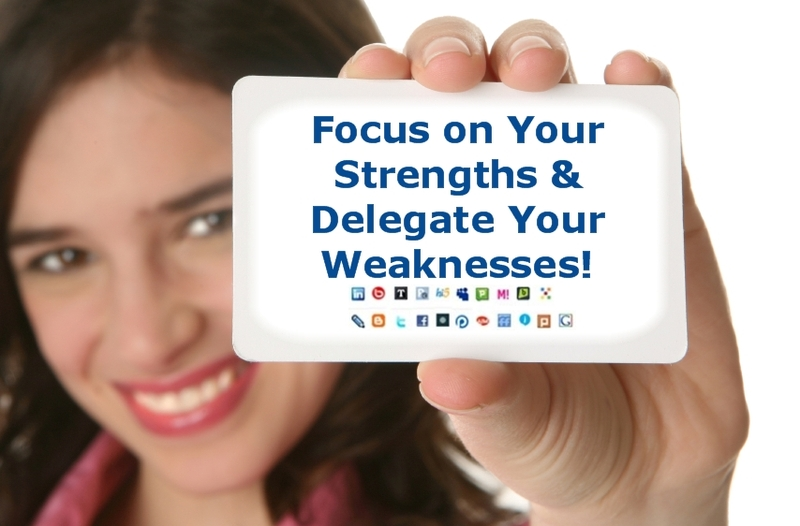 Focus on Your
Strengths &
Delegate Your
Weaknesses!